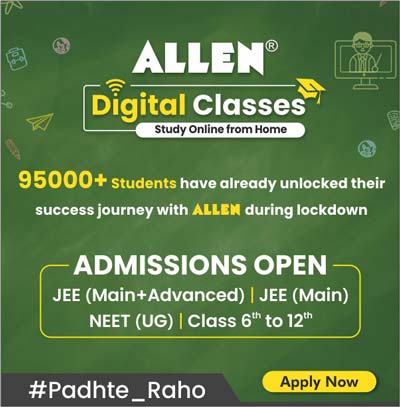 ALLEN®
Digital Classes
Study Online from Home
95000+ Students have already unlocked their
success journey with ALLEN during lockdown
ADMISSIONS OPEN
JEE (Main+Advanced) | JEE (Main)
NEET (UG) | Class 6th to 12th
#Padhte_Raho
Apply Now